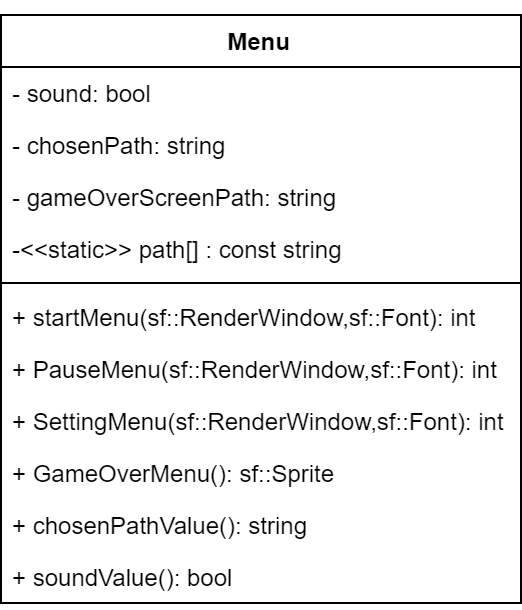 Menu
- sound: bool
- chosenPath: string
- gameOverScreenPath: string
-<<static>> path[] : const string
+ startMenu(sf::RenderWindow,sf::Font): int
+ PauseMenu(sf::RenderWindow,sf::Font): int
+ SettingMenu(sf::RenderWindow,sf::Font): int
+ GameOverMenu(): sf::Sprite
+ chosenPathValue(): string
+ soundValue(): bool